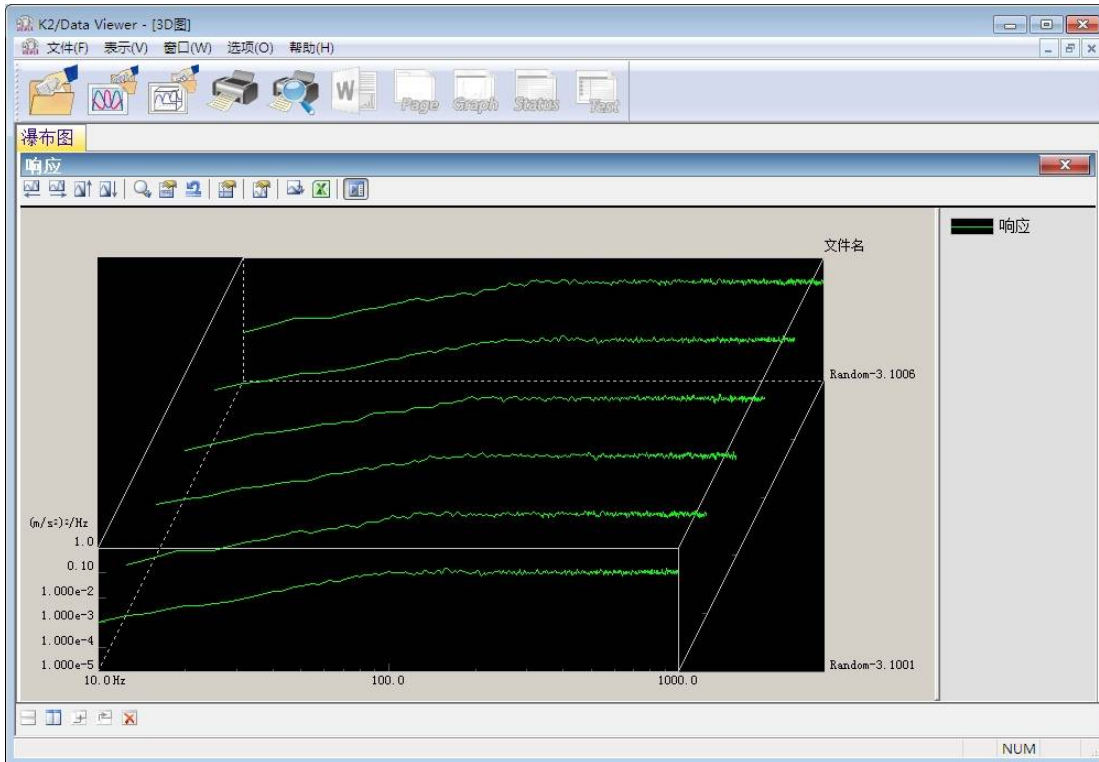 K2/Data Viewer - [3D图]
文件(F) 表示(V) 窗口(W) 选项(O) 帮助(H)
W Page Graph Status Test
瀑布图
响应
响应
文件名
Random-3.1006
(m/s²)²/Hz
1.0
0.10
1.000e-2
1.000e-3
1.000e-4
1.000e-5
Random-3.1001
10.0Hz 100.0 1000.0
NUM